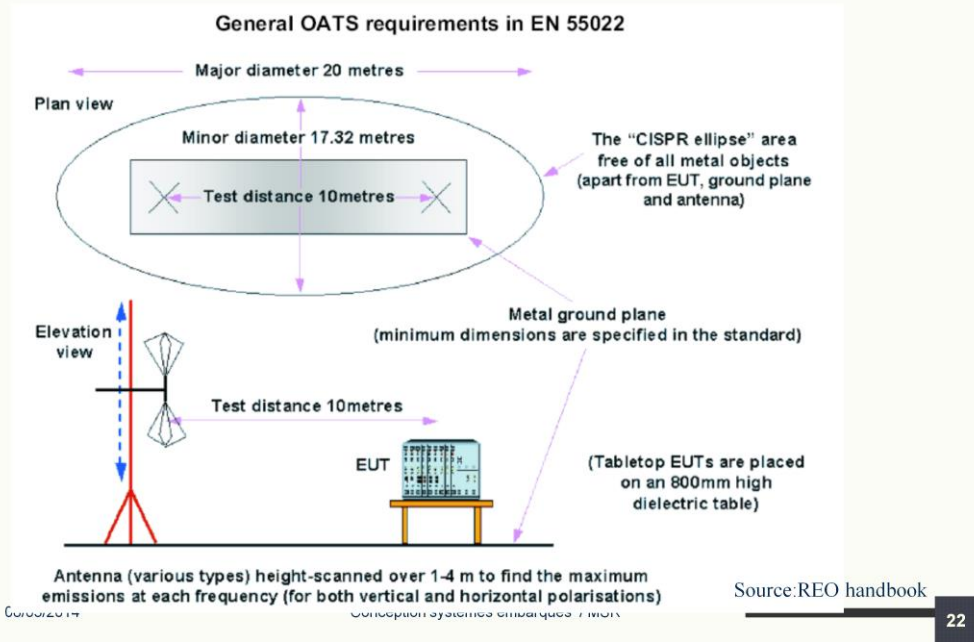 General OATS requirements in EN 55022
Major diameter 20 metres
Plan view
Minor diameter 17.32 metres
The “CISPR ellipse” area
free of all metal objects
(apart from EUT, ground plane
and antenna)
Test distance 10metres
Metal ground plane
(minimum dimensions are specified in the standard)
Elevation
view
Test distance 10metres
EUT
(Tabletop EUTs are placed
on an 800mm high
dielectric table)
Antenna (various types) height-scanned over 1-4 m to find the maximum
emissions at each frequency (for both vertical and horizontal polarisations)
Source:REO handbook
Conception systèmes embarqués
22